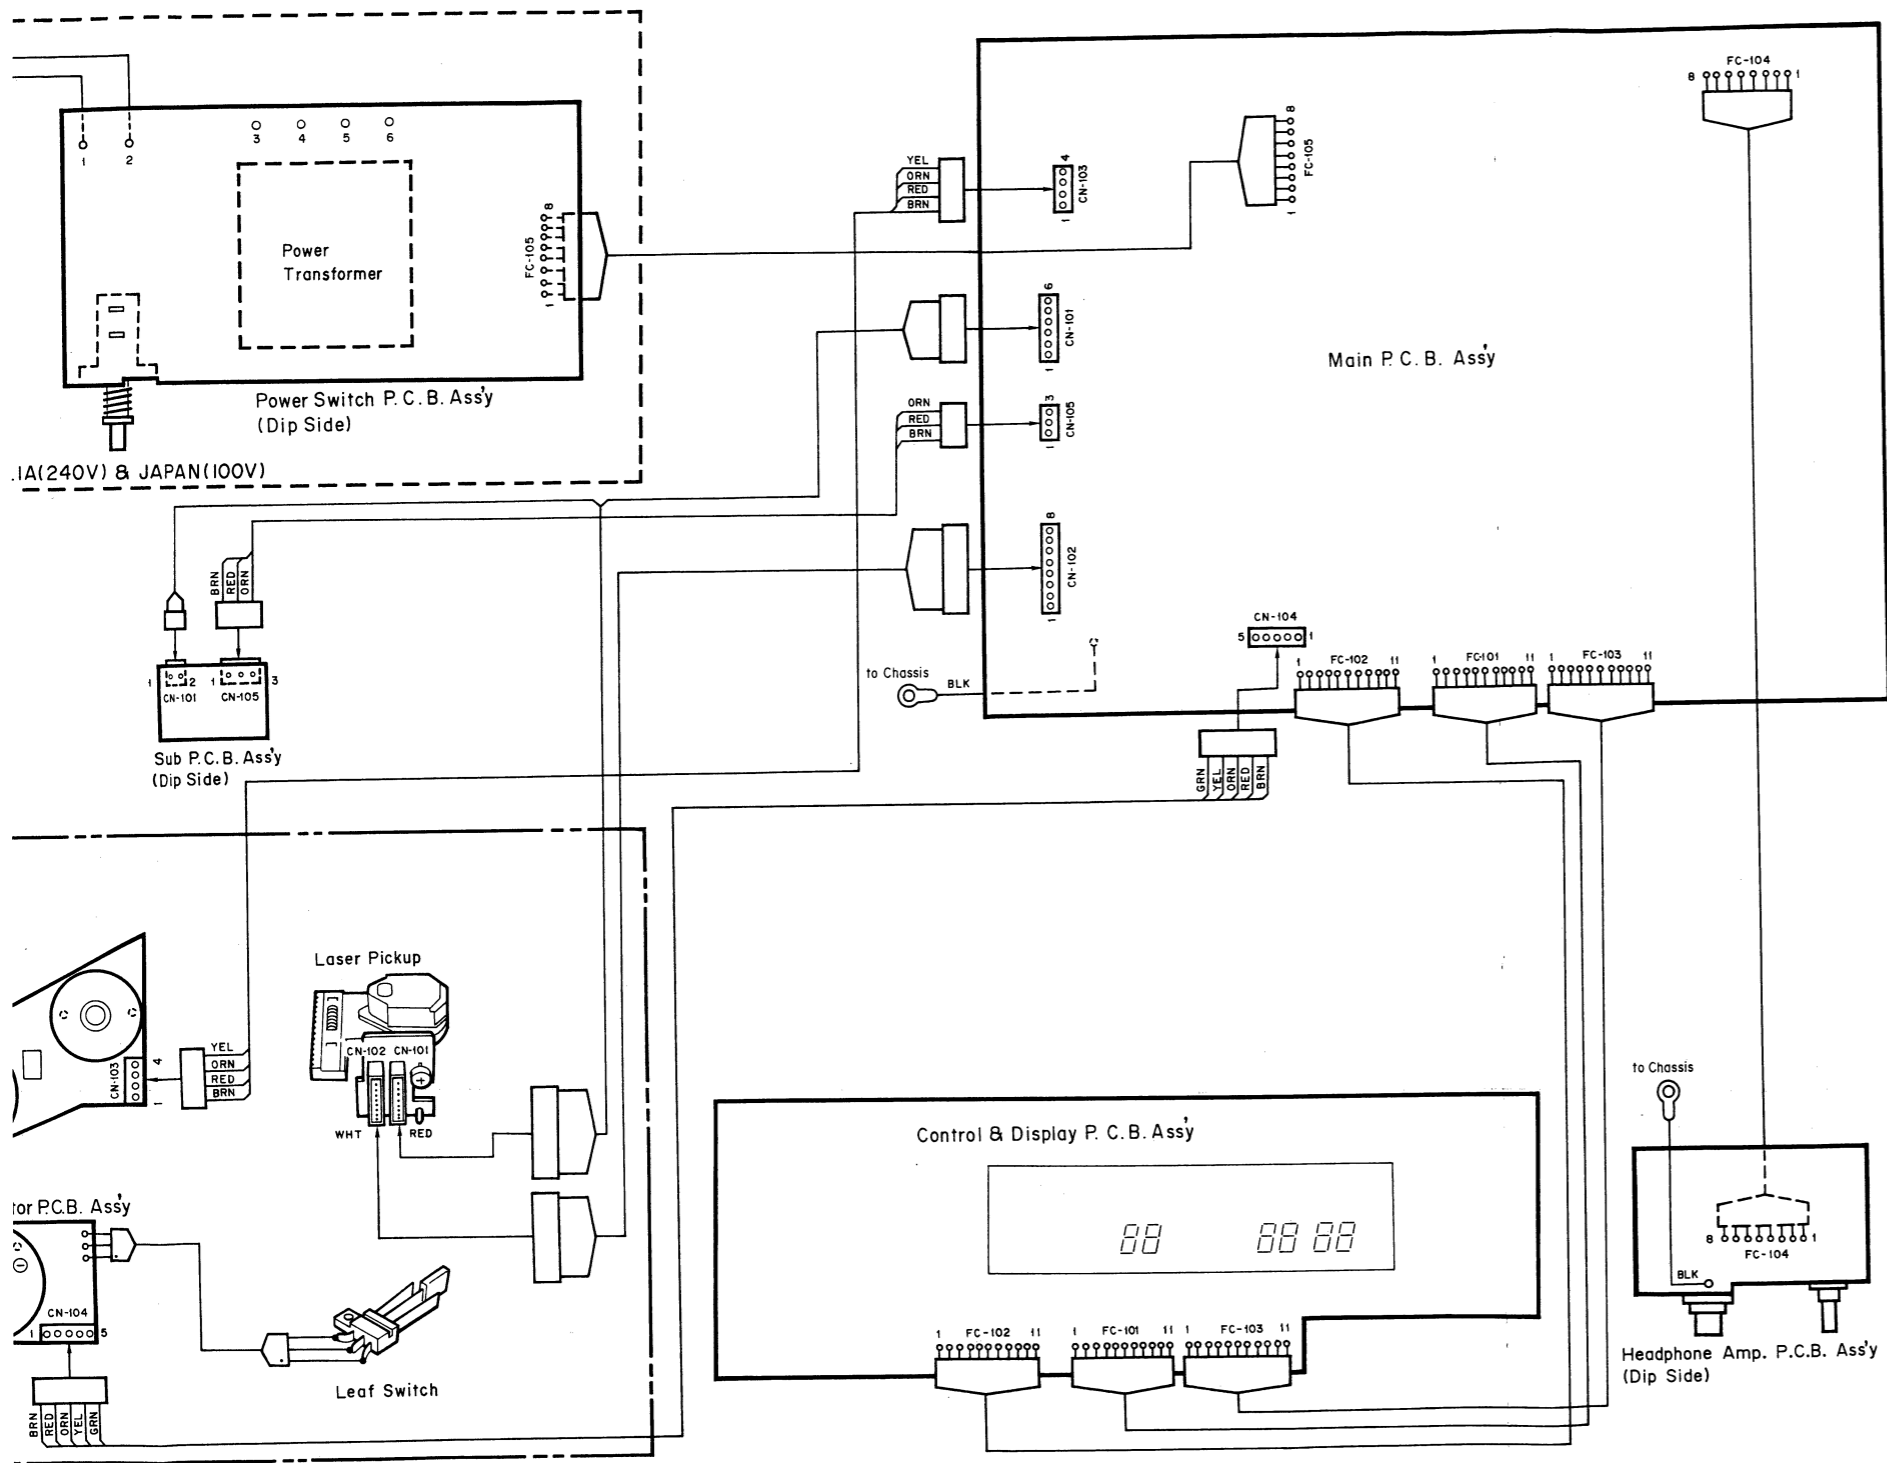 FC-104
8 1
1 2
3 4 5 6
Power
Transformer
8
FC-105
1
Power Switch P.C.B. Ass'y
(Dip Side)
.1A(240V) & JAPAN(100V)
YEL
ORN
RED
BRN
4
CN-103
1
8
FC-105
1
6
CN-101
1
Main P.C.B. Ass'y
ORN
RED
BRN
3
CN-105
1
8
CN-102
1
BRN
RED
ORN
1 2 1 3
CN-101 CN-105
Sub P.C.B. Ass'y
(Dip Side)
to Chassis
BLK
CN-104
5 1
1 FC-102 11
1 FC-101 11
1 FC-103 11
GRN
YEL
ORN
RED
BRN
Laser Pickup
CN-102 CN-101
WHT RED
4
CN-103
1
YEL
ORN
RED
BRN
tor P.C.B. Ass'y
CN-104
1 5
BRN
RED
ORN
YEL
GRN
Leaf Switch
Control & Display P.C.B. Ass'y
88 88 88
1 FC-102 11
1 FC-101 11
1 FC-103 11
to Chassis
8 1
FC-104
BLK
Headphone Amp. P.C.B. Ass'y
(Dip Side)